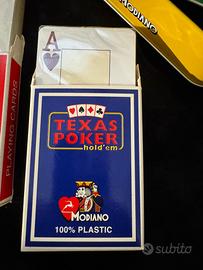 MODIANO
A
PLAYING CARDS
TEXAS
POKER
hold'em
MODIANO
100% PLASTIC
subito